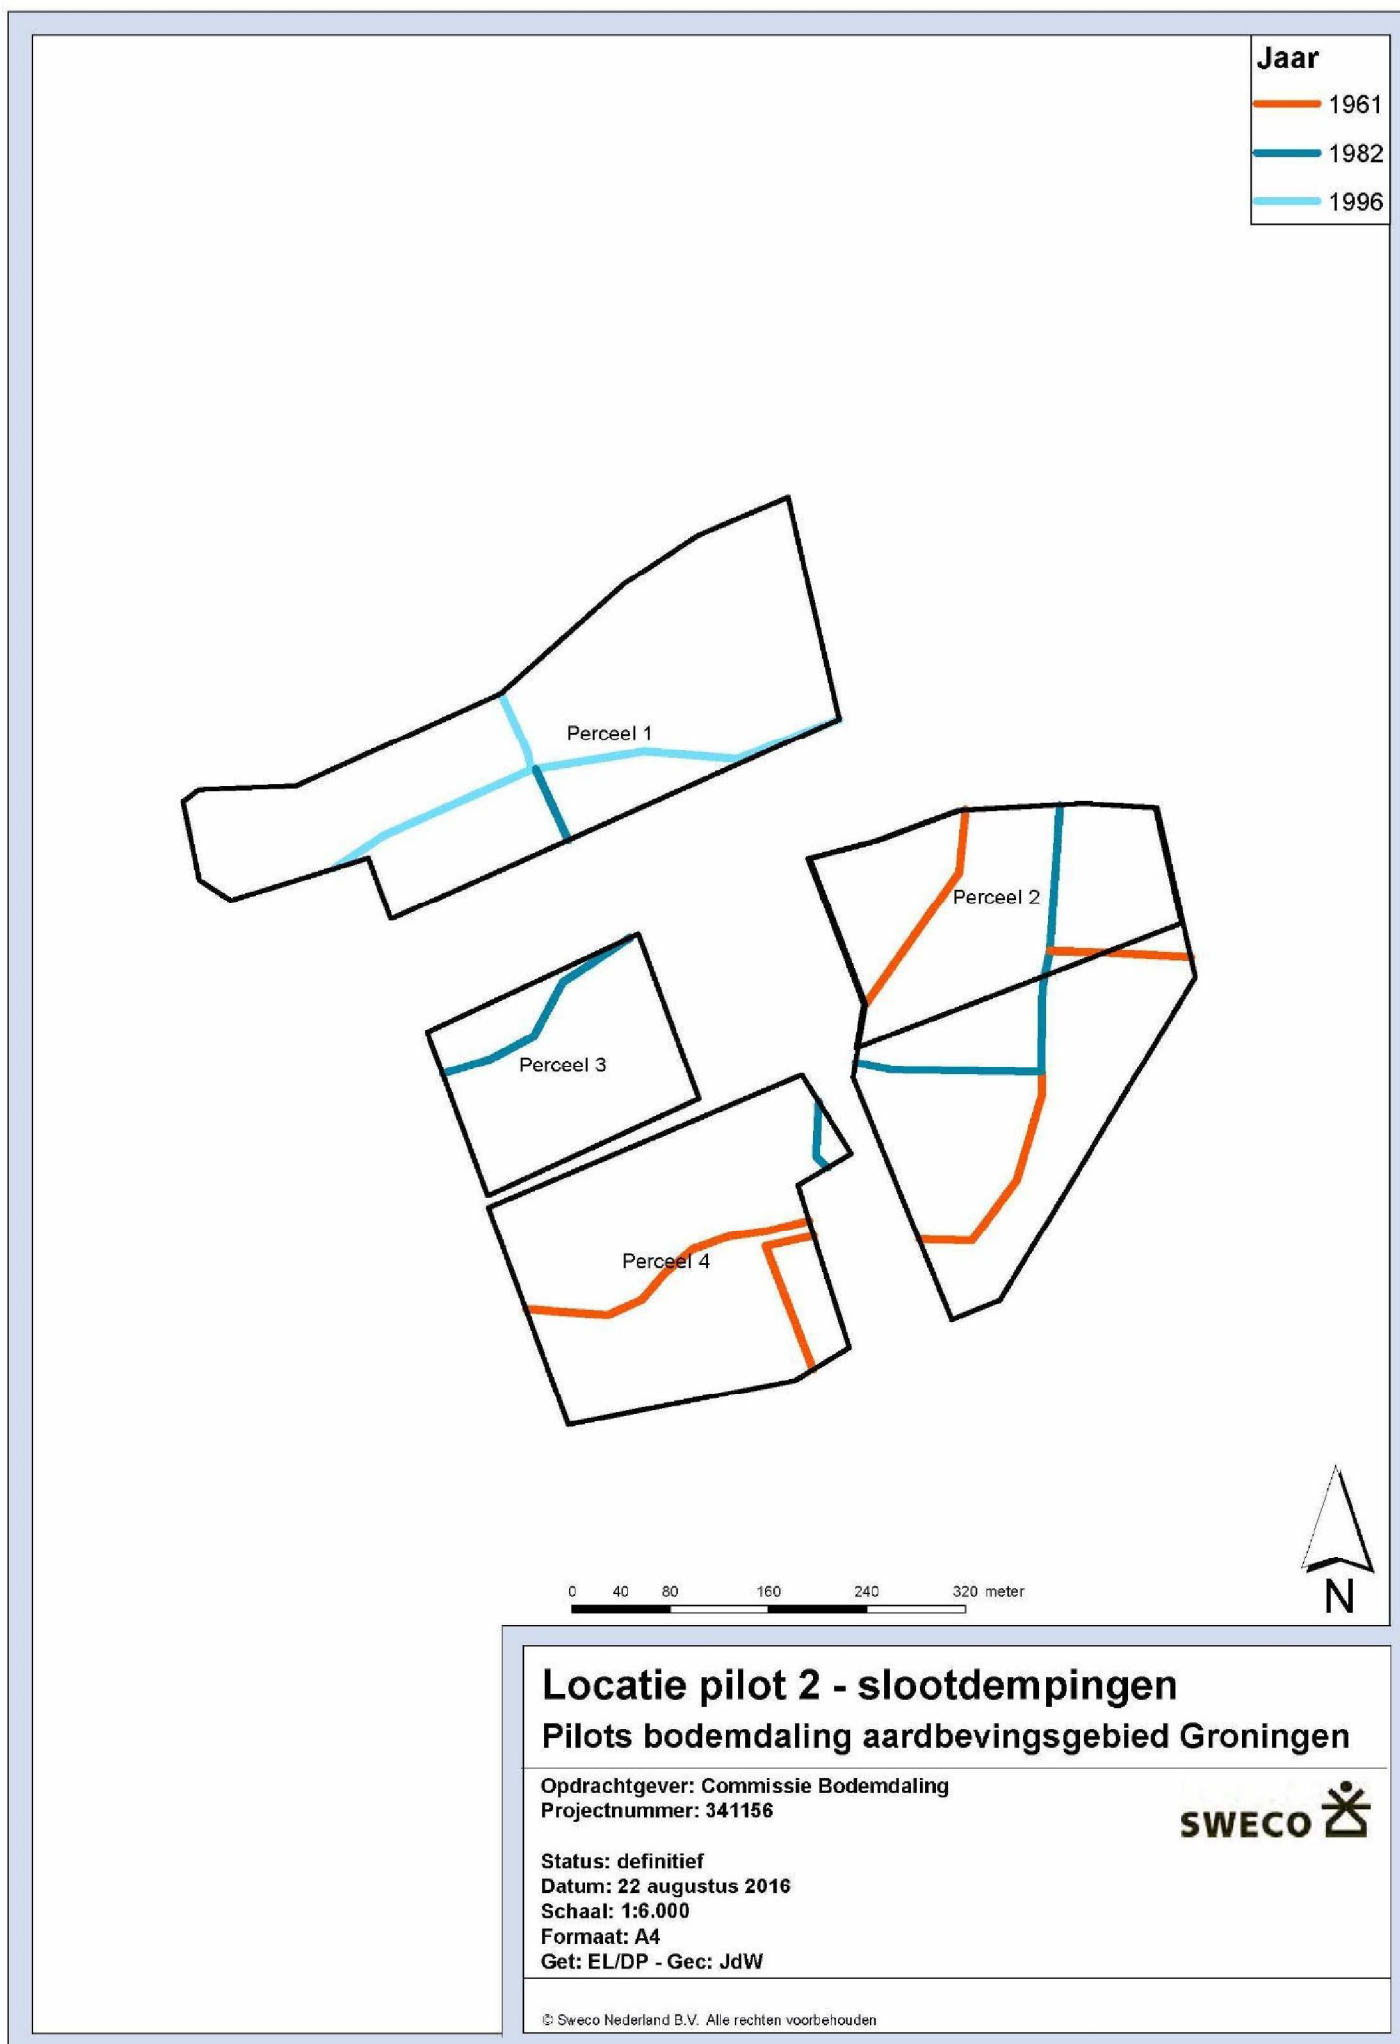 Jaar
1961
1982
1996
Perceel 1
Perceel 2
Perceel 3
Perceel 4
0 40 80 160 240 320 meter
N
Locatie pilot 2 - slootdempingen
Pilots bodemdaling aardbevingsgebied Groningen
Opdrachtgever: Commissie Bodemdaling
Projectnummer: 341156
SWECO
Status: definitief
Datum: 22 augustus 2016
Schaal: 1:6.000
Formaat: A4
Get: EL/DP - Gec: JdW
© Sweco Nederland B.V. Alle rechten voorbehouden